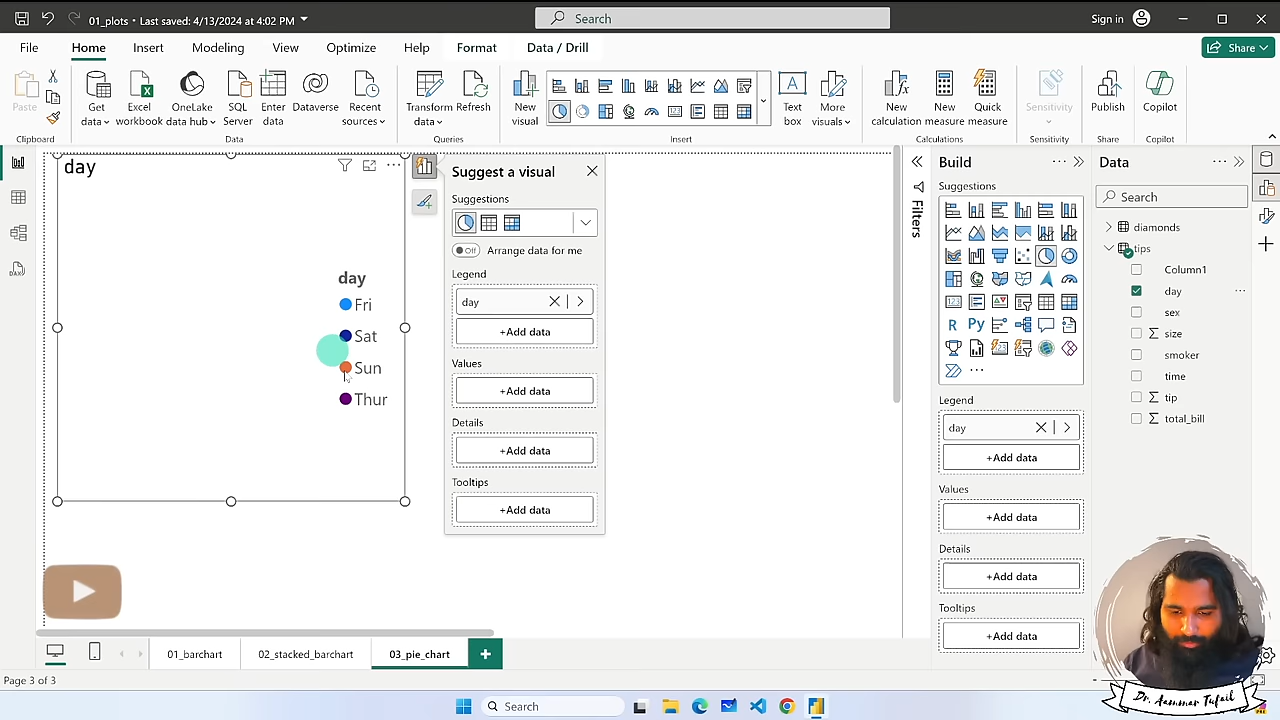 01_plots • Last saved: 4/13/2024 at 4:02 PM
Search
Sign in
File Home Insert Modeling View Optimize Help Format Data / Drill
Share
Paste
Get data
Excel workbook
OneLake data hub
SQL Server
Enter data
Dataverse
Recent sources
Transform data
Refresh
New visual
Text box
More visuals
New calculation
New measure
Quick measure
Sensitivity
Publish
Copilot
Clipboard
Data
Queries
Insert
Calculations
Sensitivity
Share
Copilot
day
day
Fri
Sat
Sun
Thur
Suggest a visual
Suggestions
Off Arrange data for me
Legend
day
+Add data
Values
+Add data
Details
+Add data
Tooltips
+Add data
Filters
Build
Suggestions
123
R Py
Legend
day
+Add data
Values
+Add data
Details
+Add data
Tooltips
+Add data
Data
Search
diamonds
tips
Column1
day
sex
size
smoker
time
tip
total_bill
DAX
01_barchart
02_stacked_barchart
03_pie_chart
Page 3 of 3
Search
Dr. Aammar Tufail